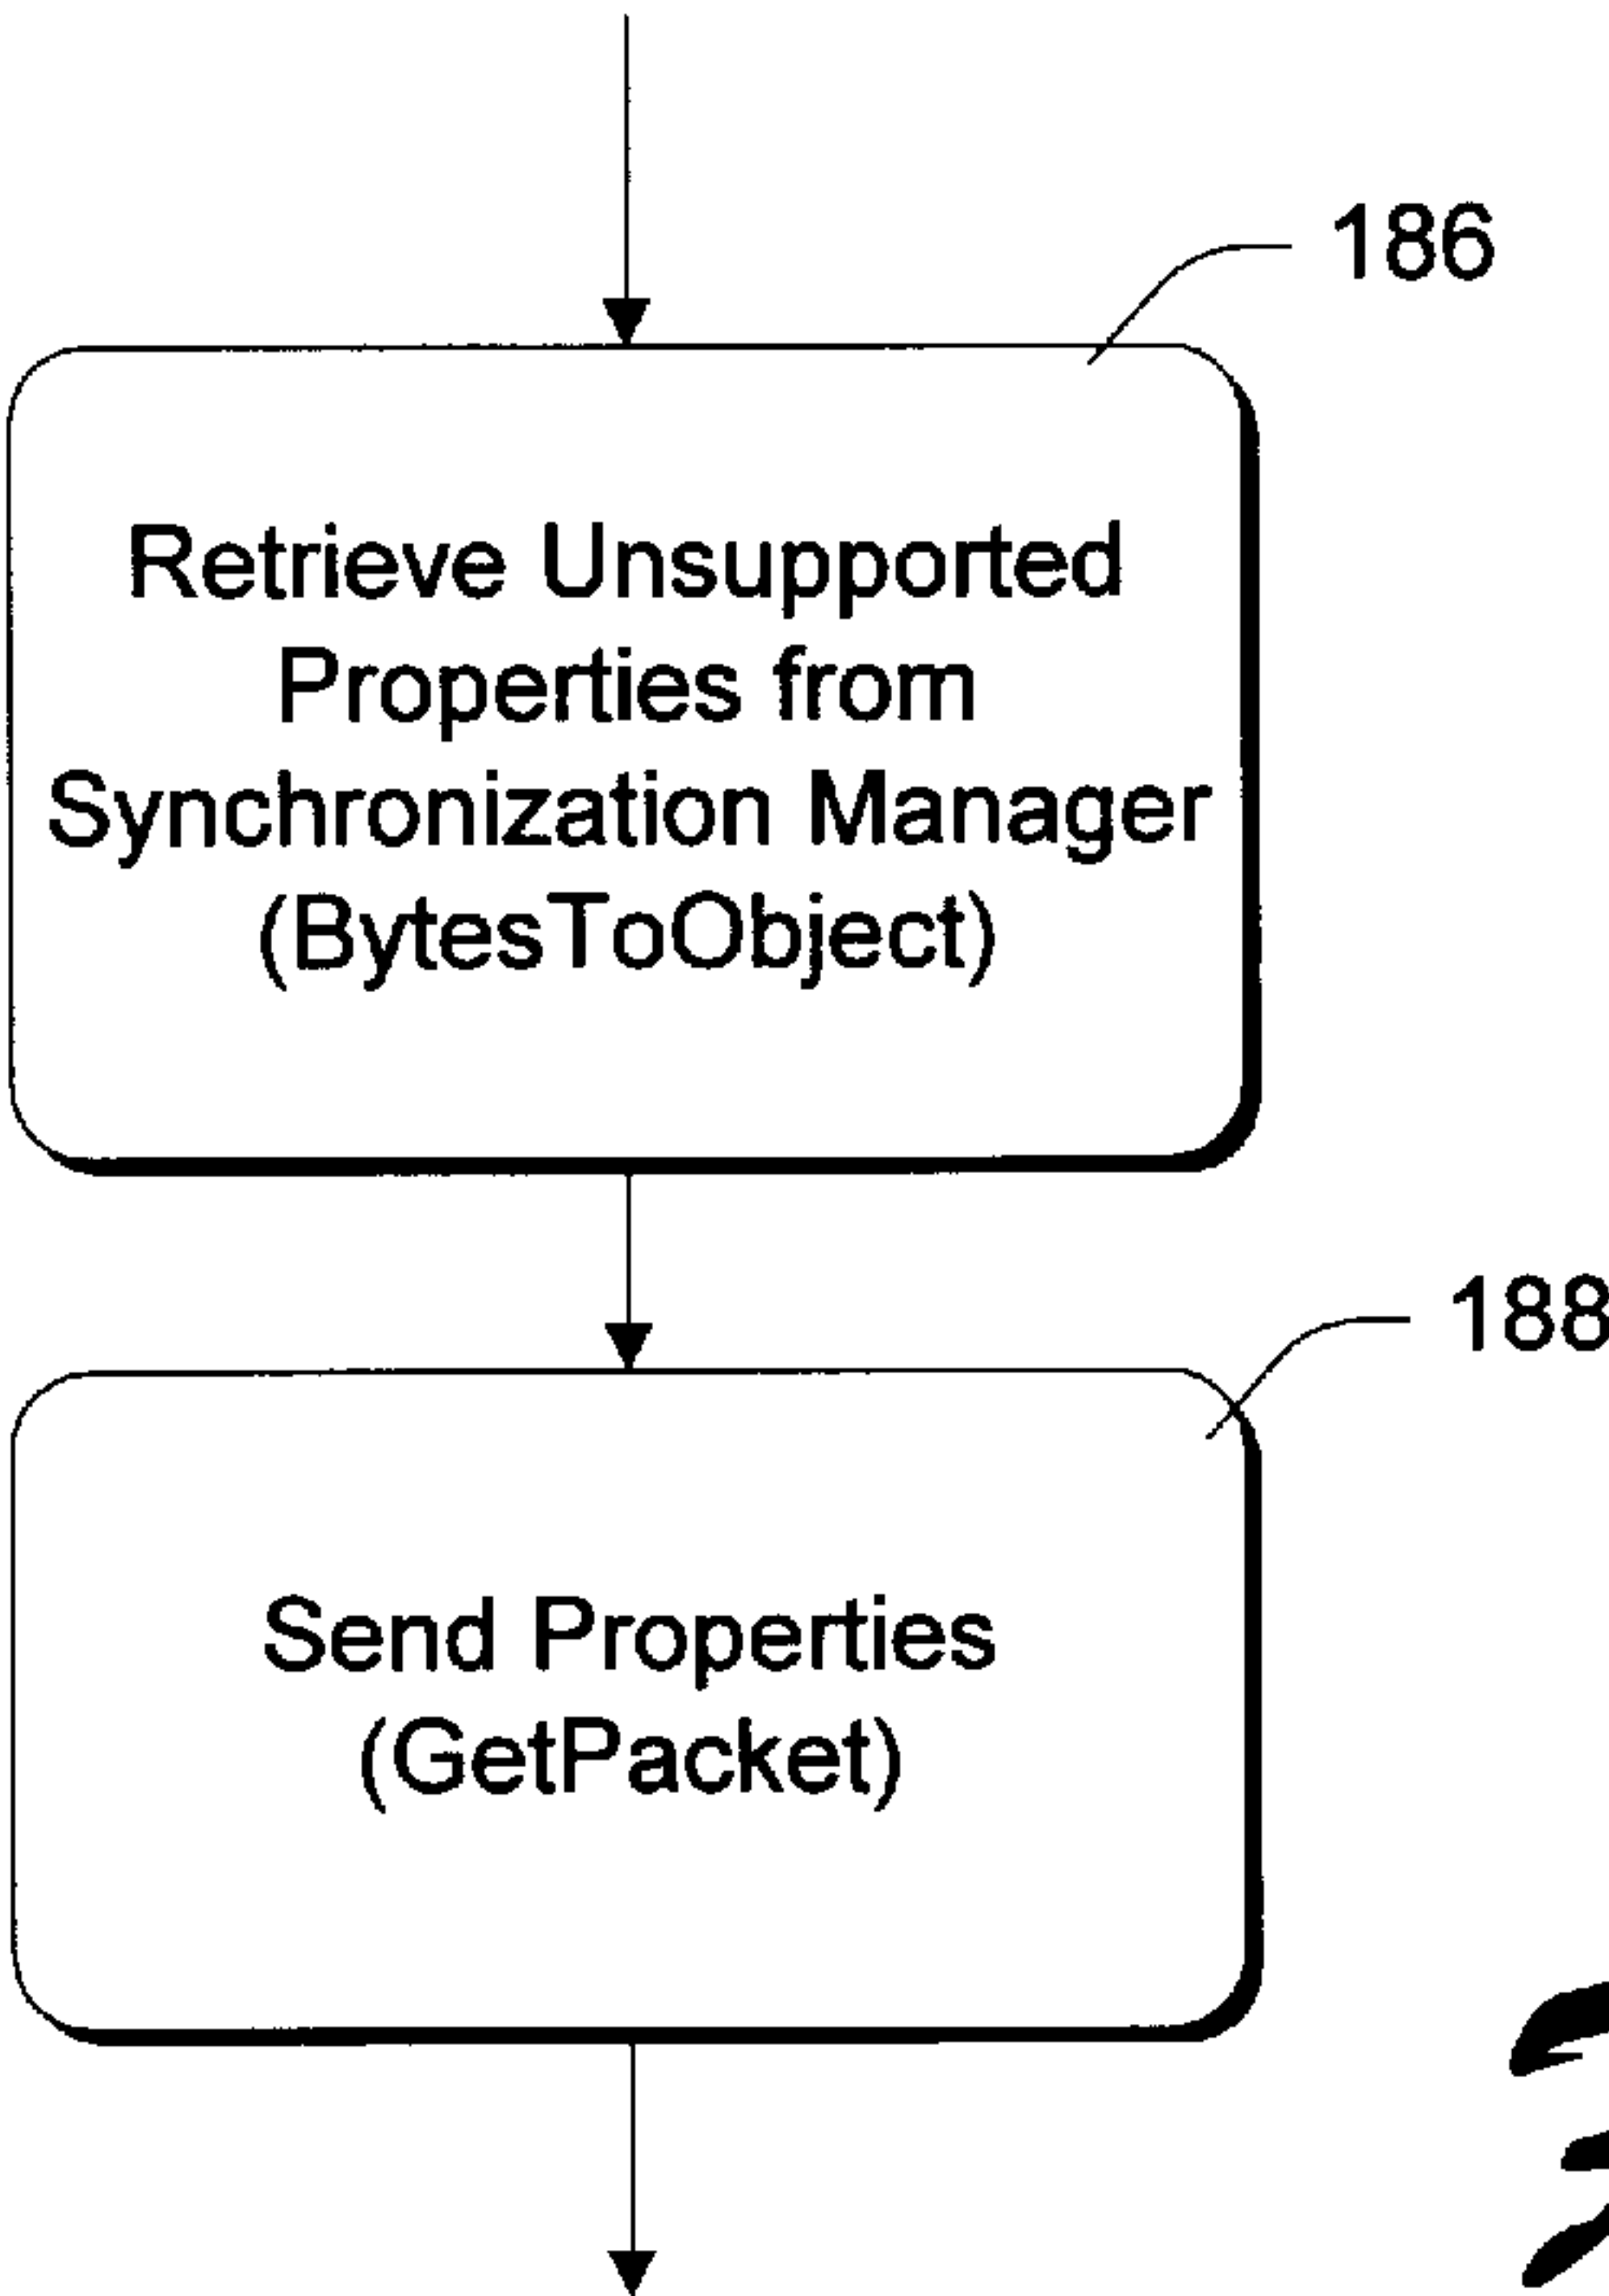 186
Retrieve Unsupported
Properties from
Synchronization Manager
(BytesToObject)
188
Send Properties
(GetPacket)